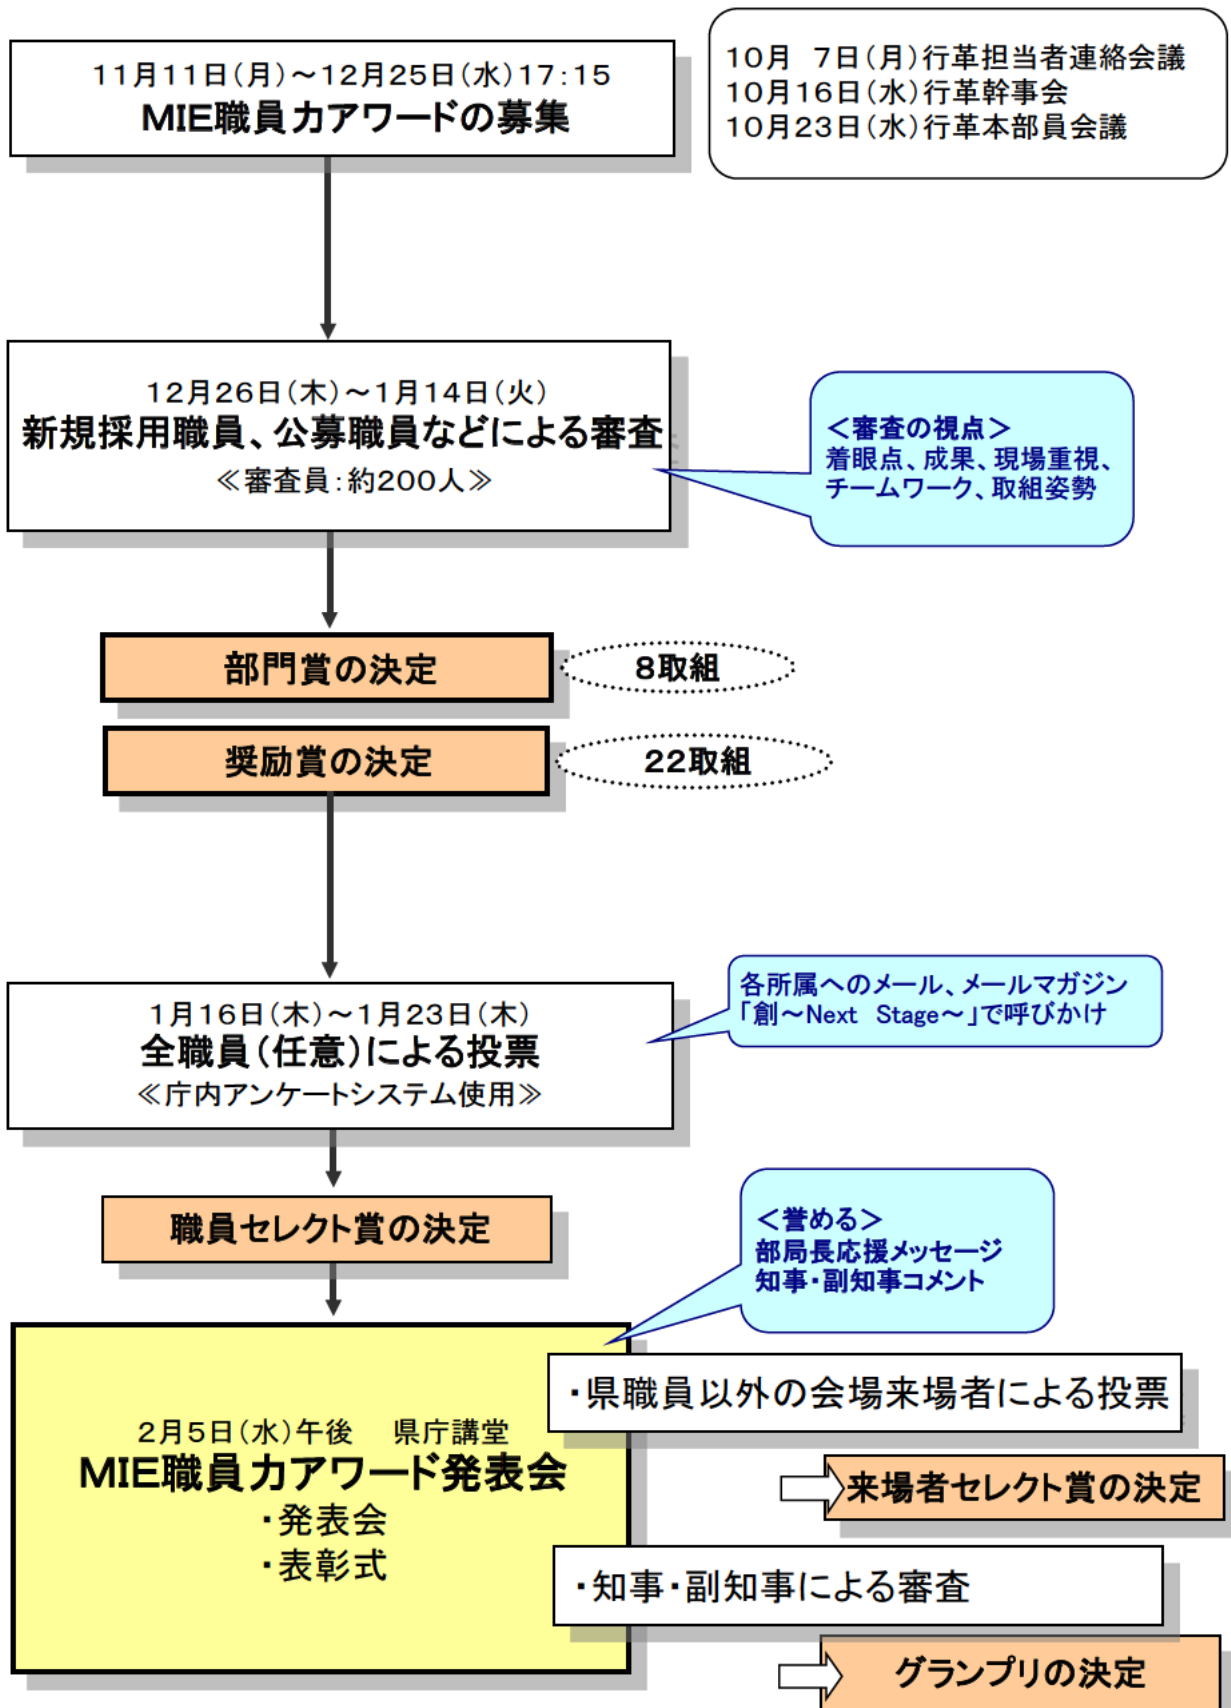 11月11日(月)～12月25日(水)17:15
MIE職員力アワードの募集
10月　7日(月)行革担当者連絡会議
10月16日(水)行革幹事会
10月23日(水)行革本部員会議
12月26日(木)～1月14日(火)
新規採用職員、公募職員などによる審査
≪審査員:約200人≫
＜審査の視点＞
着眼点、成果、現場重視、
チームワーク、取組姿勢
部門賞の決定
8取組
奨励賞の決定
22取組
各所属へのメール、メールマガジン
「創～Next　Stage～」で呼びかけ
1月16日(木)～1月23日(木)
全職員(任意)による投票
≪庁内アンケートシステム使用≫
職員セレクト賞の決定
＜誉める＞
部局長応援メッセージ
知事・副知事コメント
2月5日(水)午後　県庁講堂
MIE職員力アワード発表会
・発表会
・表彰式
・県職員以外の会場来場者による投票
来場者セレクト賞の決定
・知事・副知事による審査
グランプリの決定